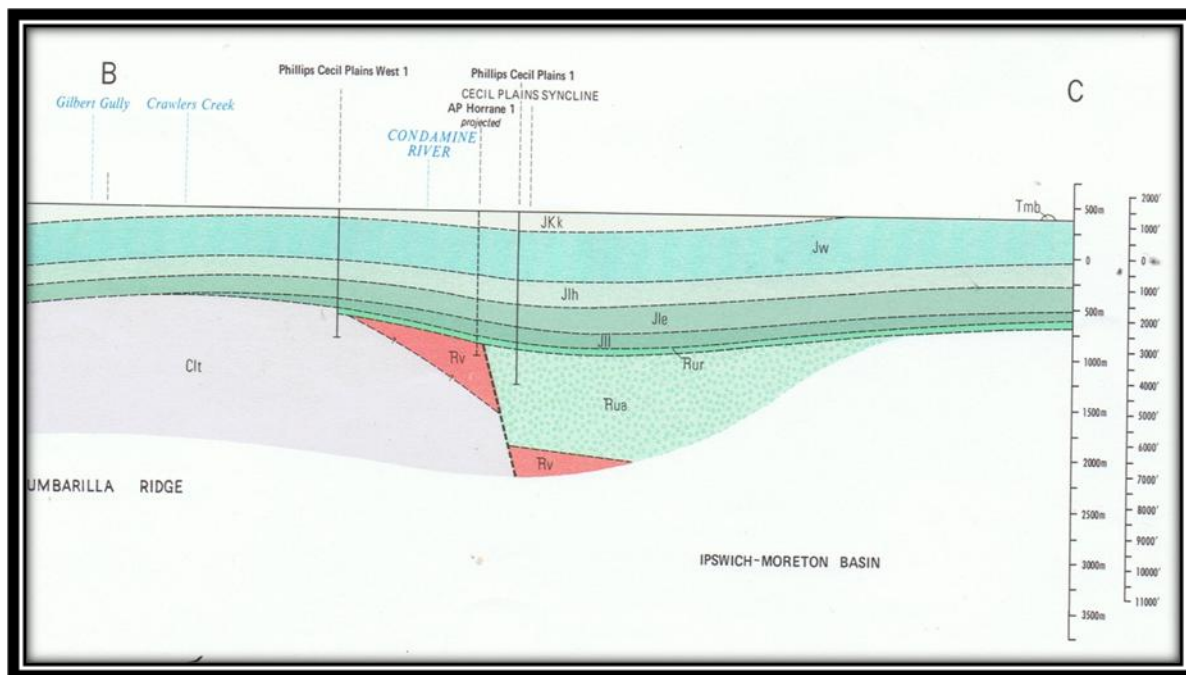 B
Phillips Cecil Plains West 1
Phillips Cecil Plains 1
CECIL PLAINS SYNCLINE
C
Gilbert Gully
Crawlers Creek
AP Horrane 1
projected
CONDAMINE
RIVER
JKk
Tmb
Jw
Jlh
Jle
Jll
Rur
Rv
Clt
Rua
Rv
UMBARILLA RIDGE
IPSWICH-MORETON BASIN
500m
0
500m
1000m
1500m
2000m
2500m
3000m
3500m
2000'
1000'
0
1000'
2000'
3000'
4000'
5000'
6000'
7000'
8000'
9000'
10000'
11000'